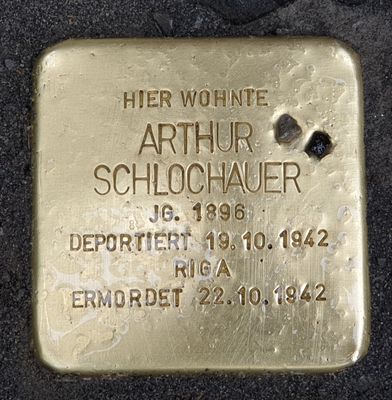 HIER WOHNTE
ARTHUR
SCHLOCHAUER
JG. 1896
DEPORTIERT 19.10.1942
RIGA
ERMORDET 22.10.1942